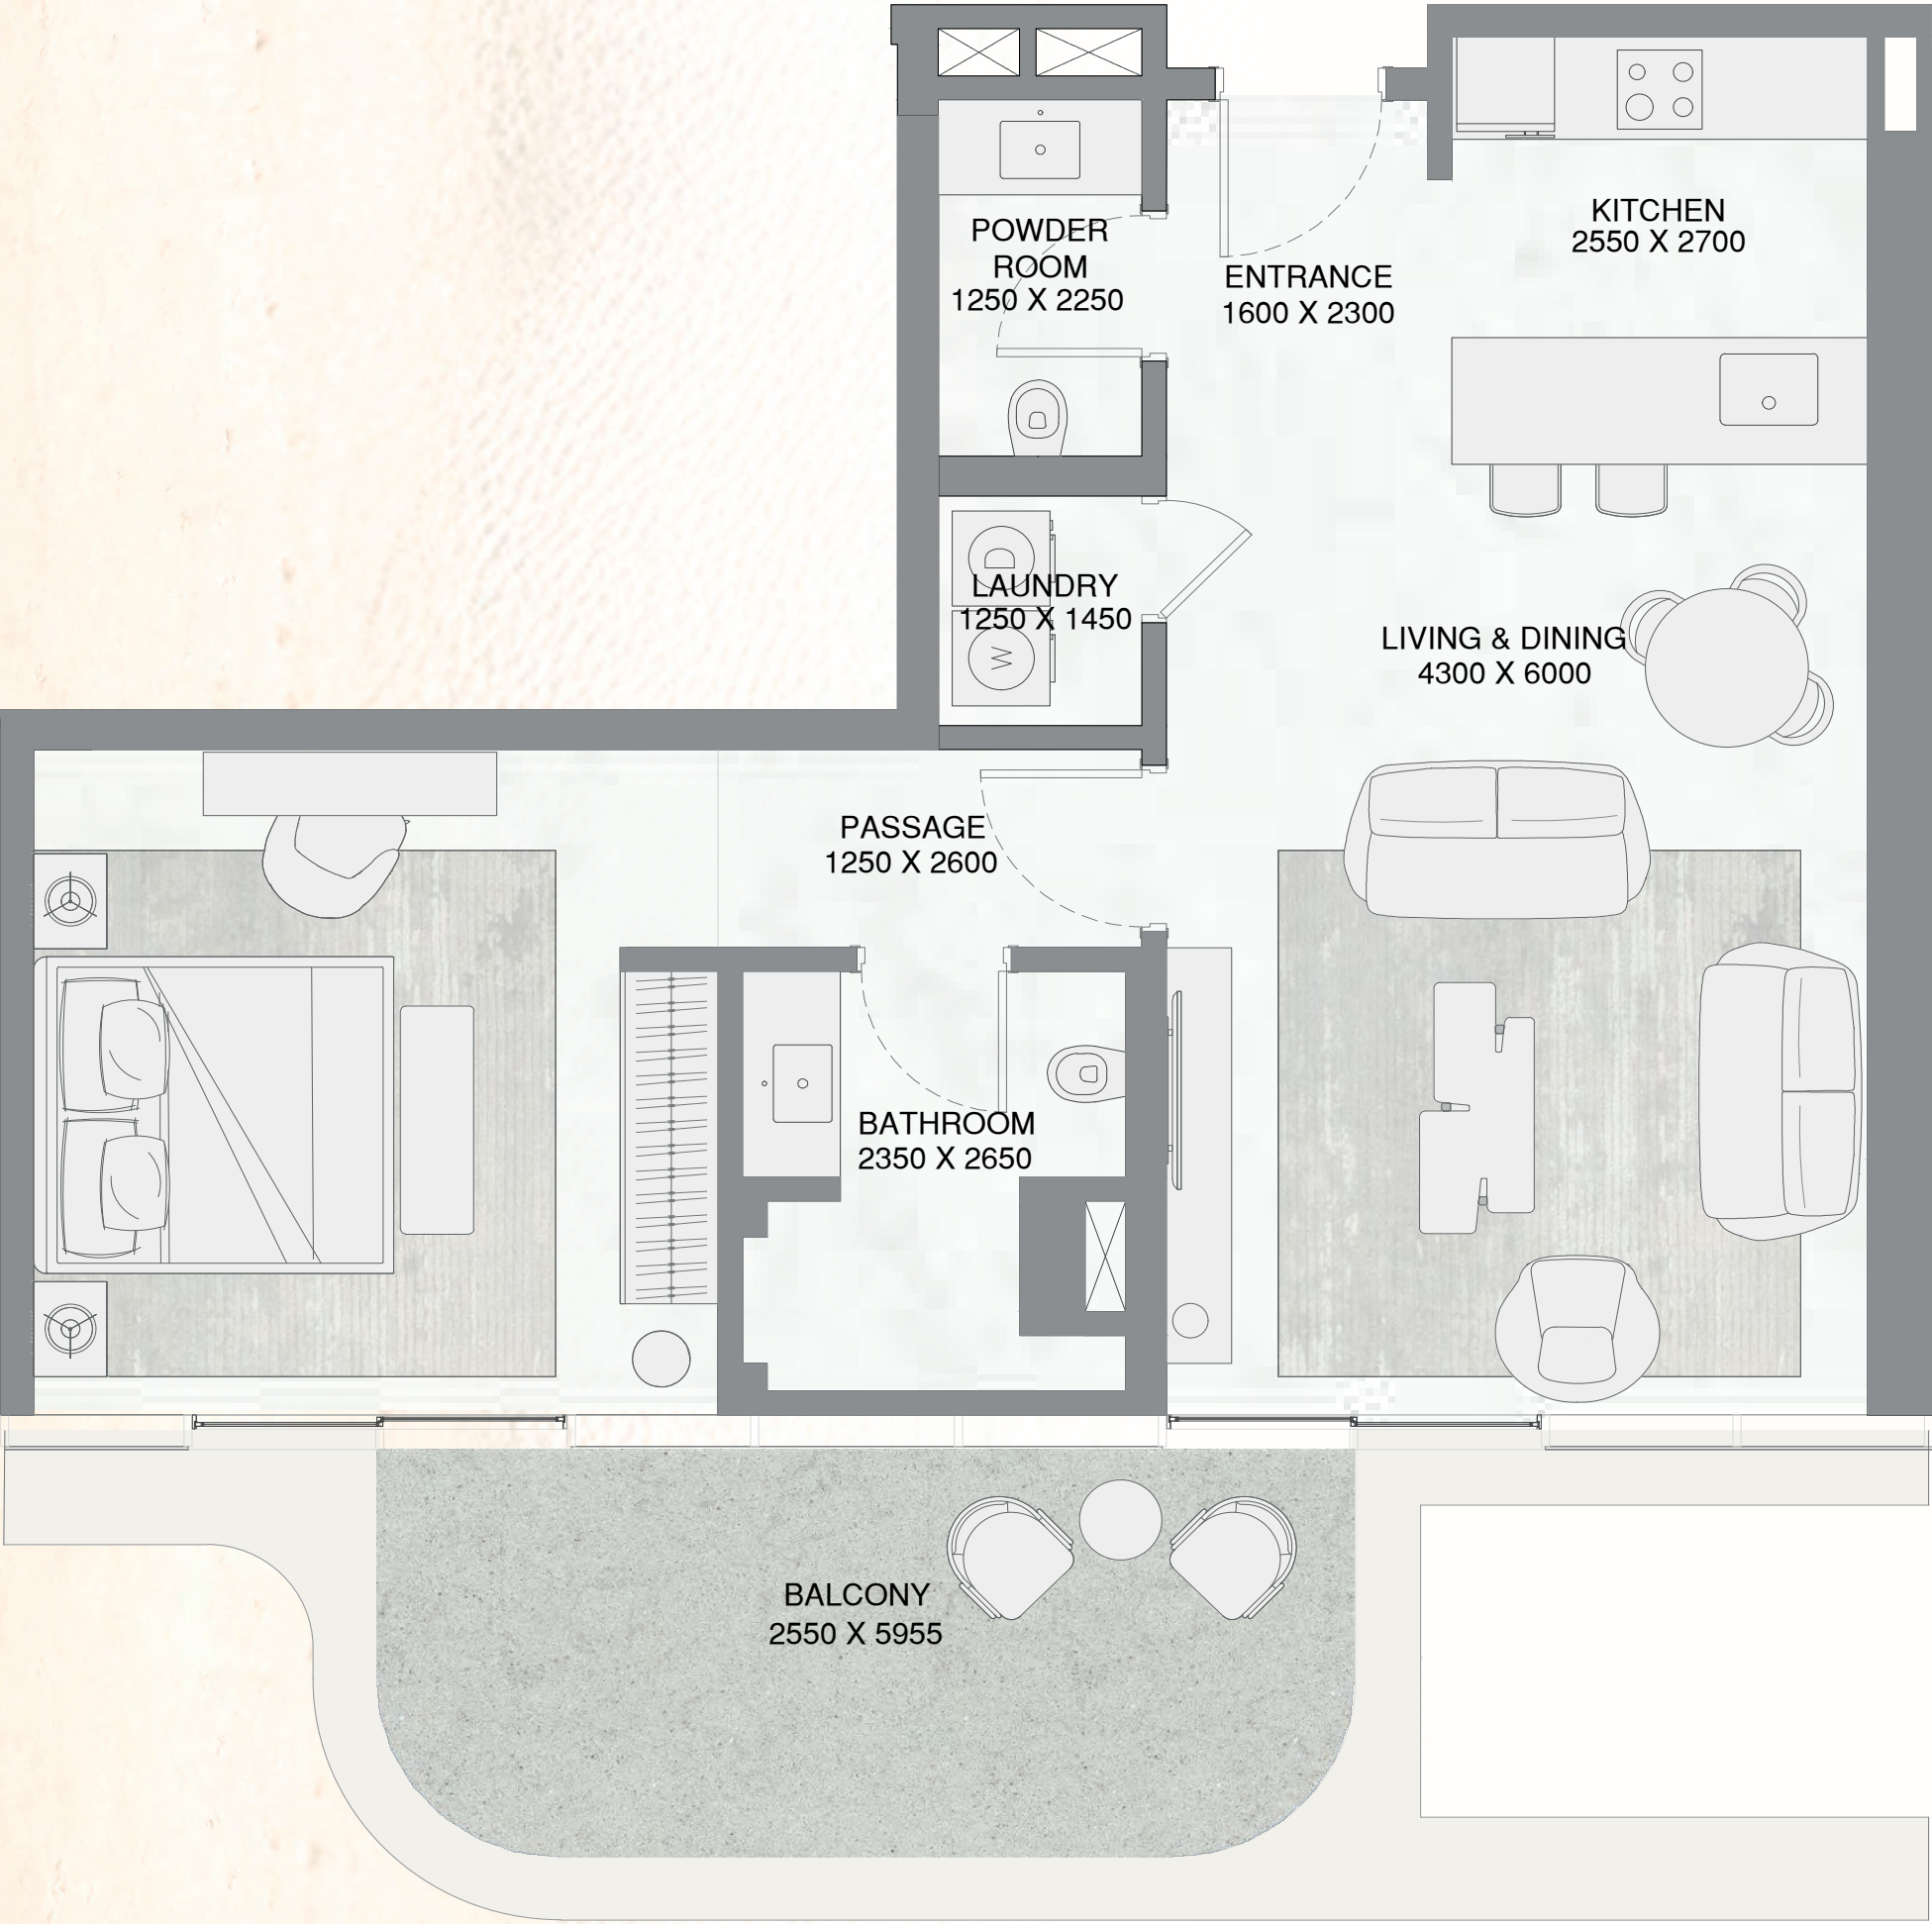 POWDER
ROOM
1250 X 2250
ENTRANCE
1600 X 2300
KITCHEN
2550 X 2700
D
LAUNDRY
1250 X 1450
W
LIVING & DINING
4300 X 6000
PASSAGE
1250 X 2600
BATHROOM
2350 X 2650
BALCONY
2550 X 5955